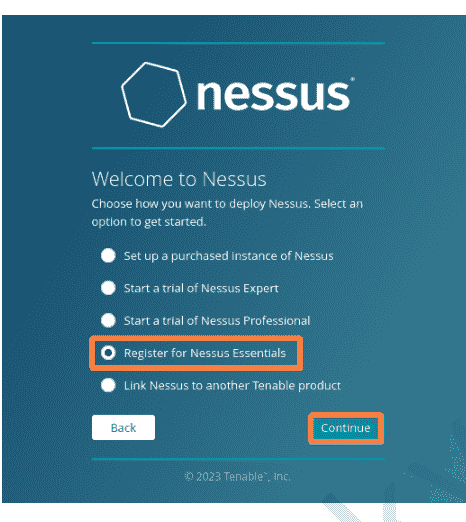 nessus
Welcome to Nessus
Choose how you want to deploy Nessus. Select an
option to get started.
Set up a purchased instance of Nessus
Start a trial of Nessus Expert
Start a trial of Nessus Professional
Register for Nessus Essentials
Link Nessus to another Tenable product
Back Continue
© 2023 Tenable®, Inc.